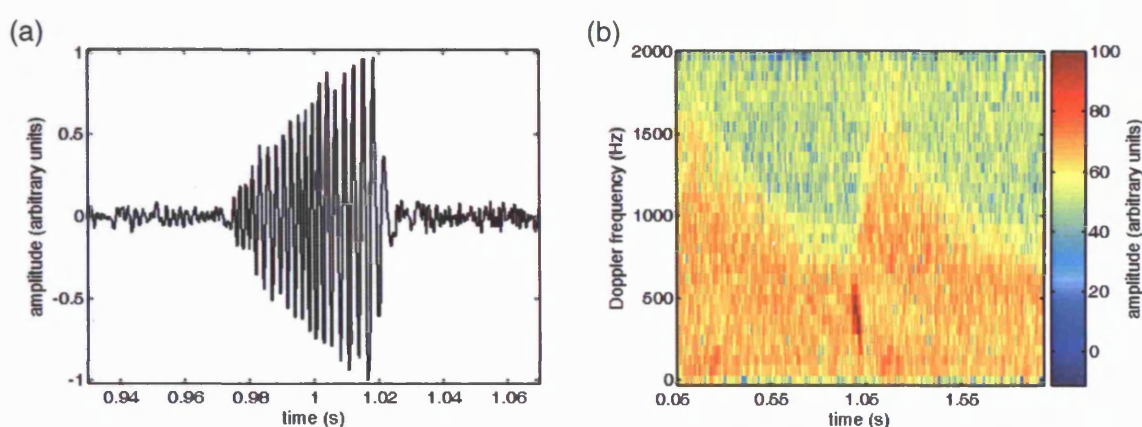 (a)
1
0.5
0
-0.5
-1
amplitude (arbitrary units)
0.94 0.96 0.98 1 1.02 1.04 1.06
time (s)
(b)
2000
1500
1000
500
0
Doppler frequency (Hz)
0.05 0.55 1.05 1.55
time (s)
100
80
60
40
20
0
amplitude (arbitrary units)